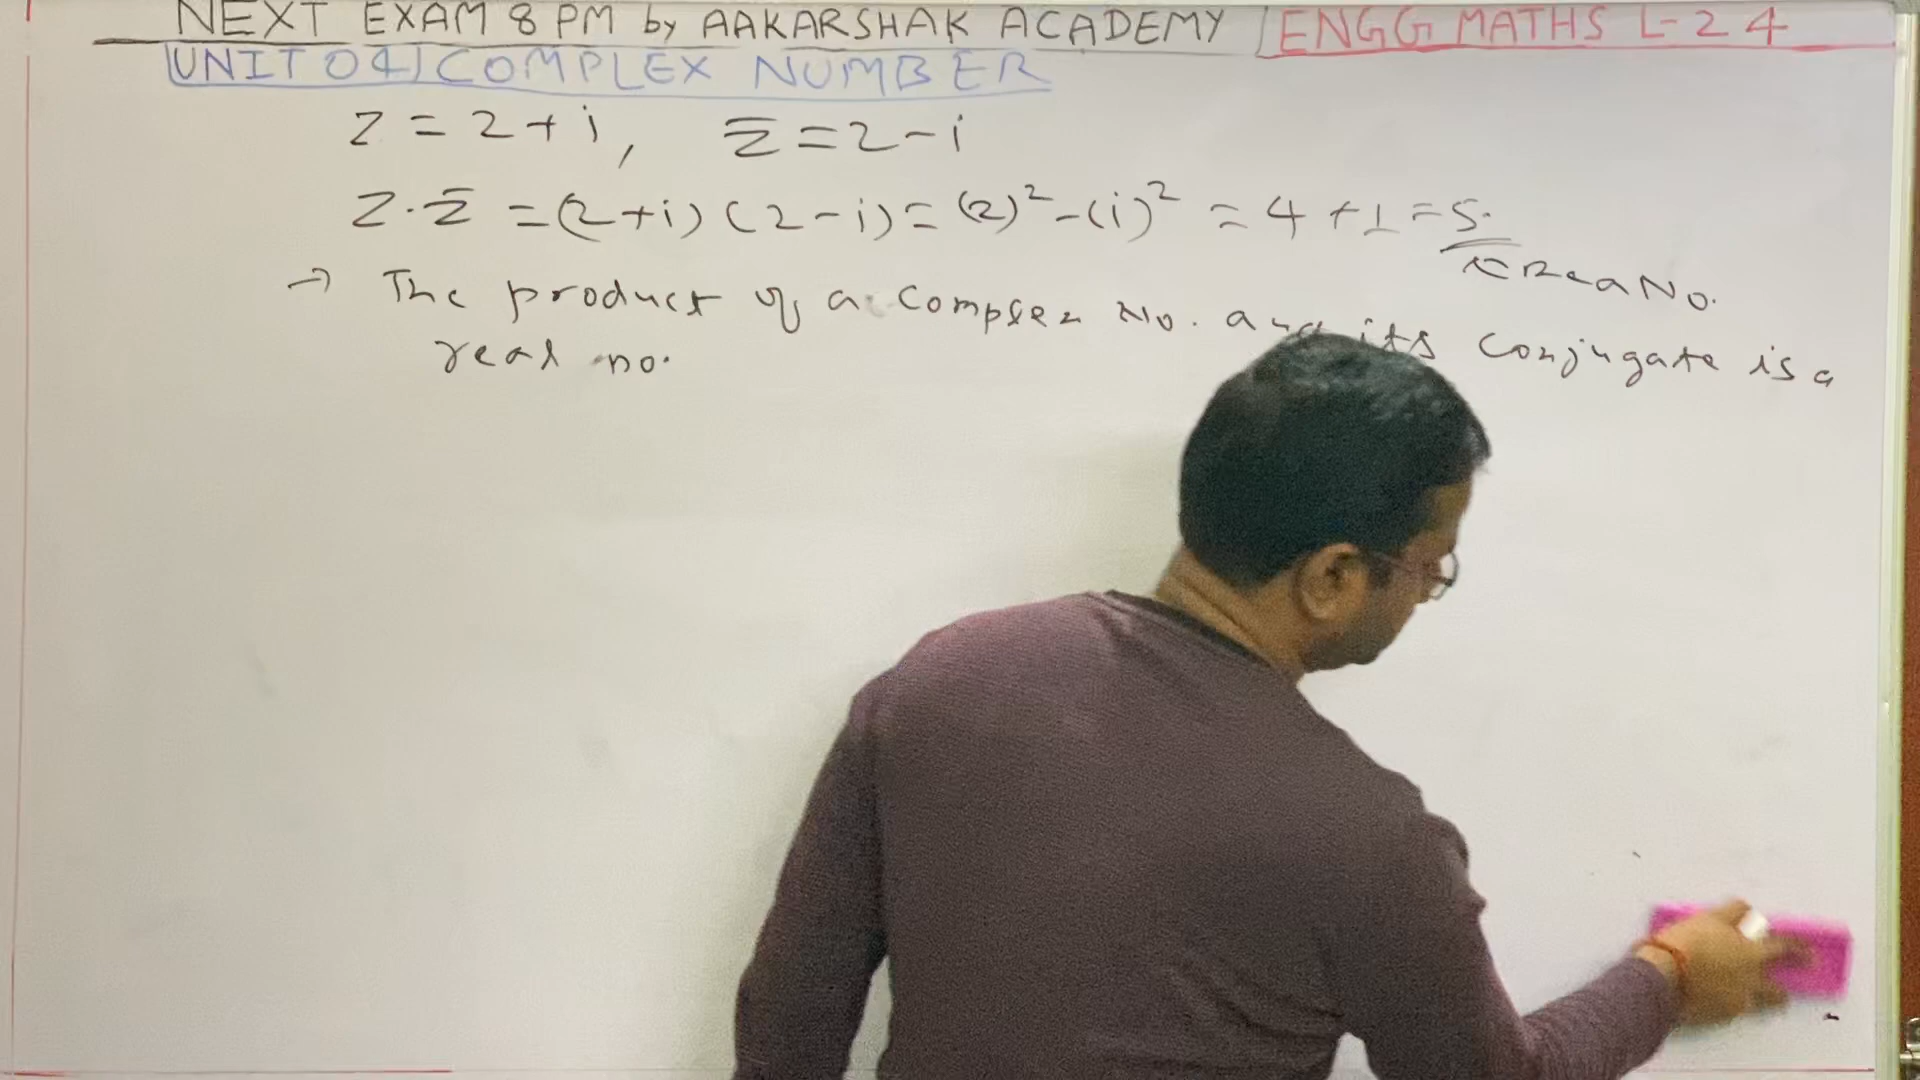 NEXT EXAM 8 PM by AAKARSHAK ACADEMY ENGG MATHS L-24
UNIT 04 COMPLEX NUMBER
z = 2 + i, z̅ = 2 - i
z · z̅ = (2 + i) (2 - i) = (2)² - (i)² = 4 + 1 = 5.
No.
→ The product of a complex No. and its conjugate is a
real no.